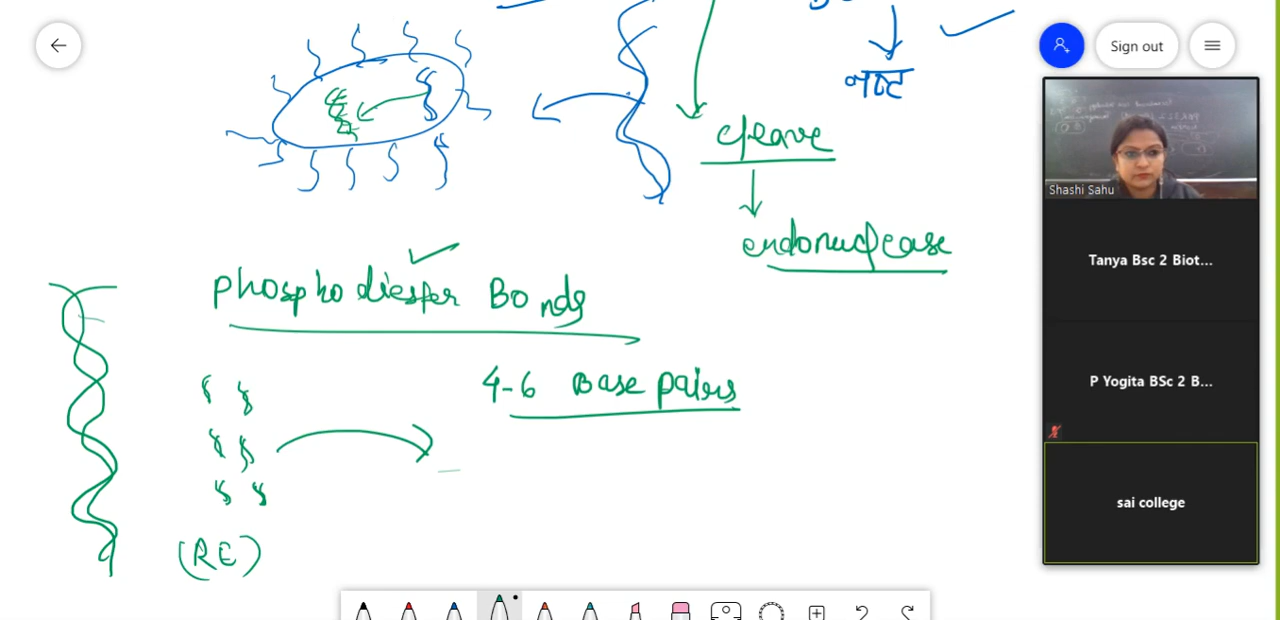 Sign out
नष्ट
cleave
endonuclease
Phosphodiester Bonds
4-6 Base pairs
(RE)
Shashi Sahu
Tanya Bsc 2 Biot...
P Yogita BSc 2 B...
sai college